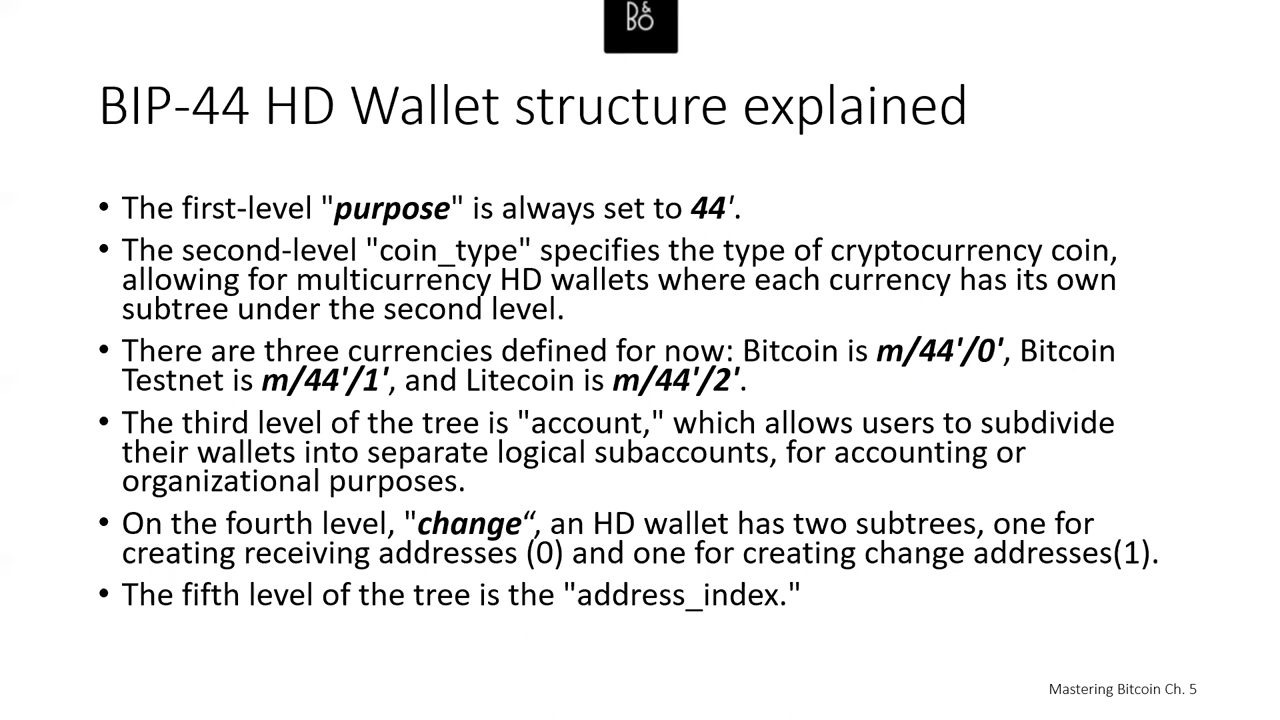 D&
BO
BIP-44 HD Wallet structure explained
• The first-level "purpose" is always set to 44'.
• The second-level "coin_type" specifies the type of cryptocurrency coin,
allowing for multicurrency HD wallets where each currency has its own
subtree under the second level.
• There are three currencies defined for now: Bitcoin is m/44'/0', Bitcoin
Testnet is m/44'/1', and Litecoin is m/44'/2'.
• The third level of the tree is "account," which allows users to subdivide
their wallets into separate logical subaccounts, for accounting or
organizational purposes.
• On the fourth level, "change“, an HD wallet has two subtrees, one for
creating receiving addresses (0) and one for creating change addresses(1).
• The fifth level of the tree is the "address_index."
Mastering Bitcoin Ch. 5